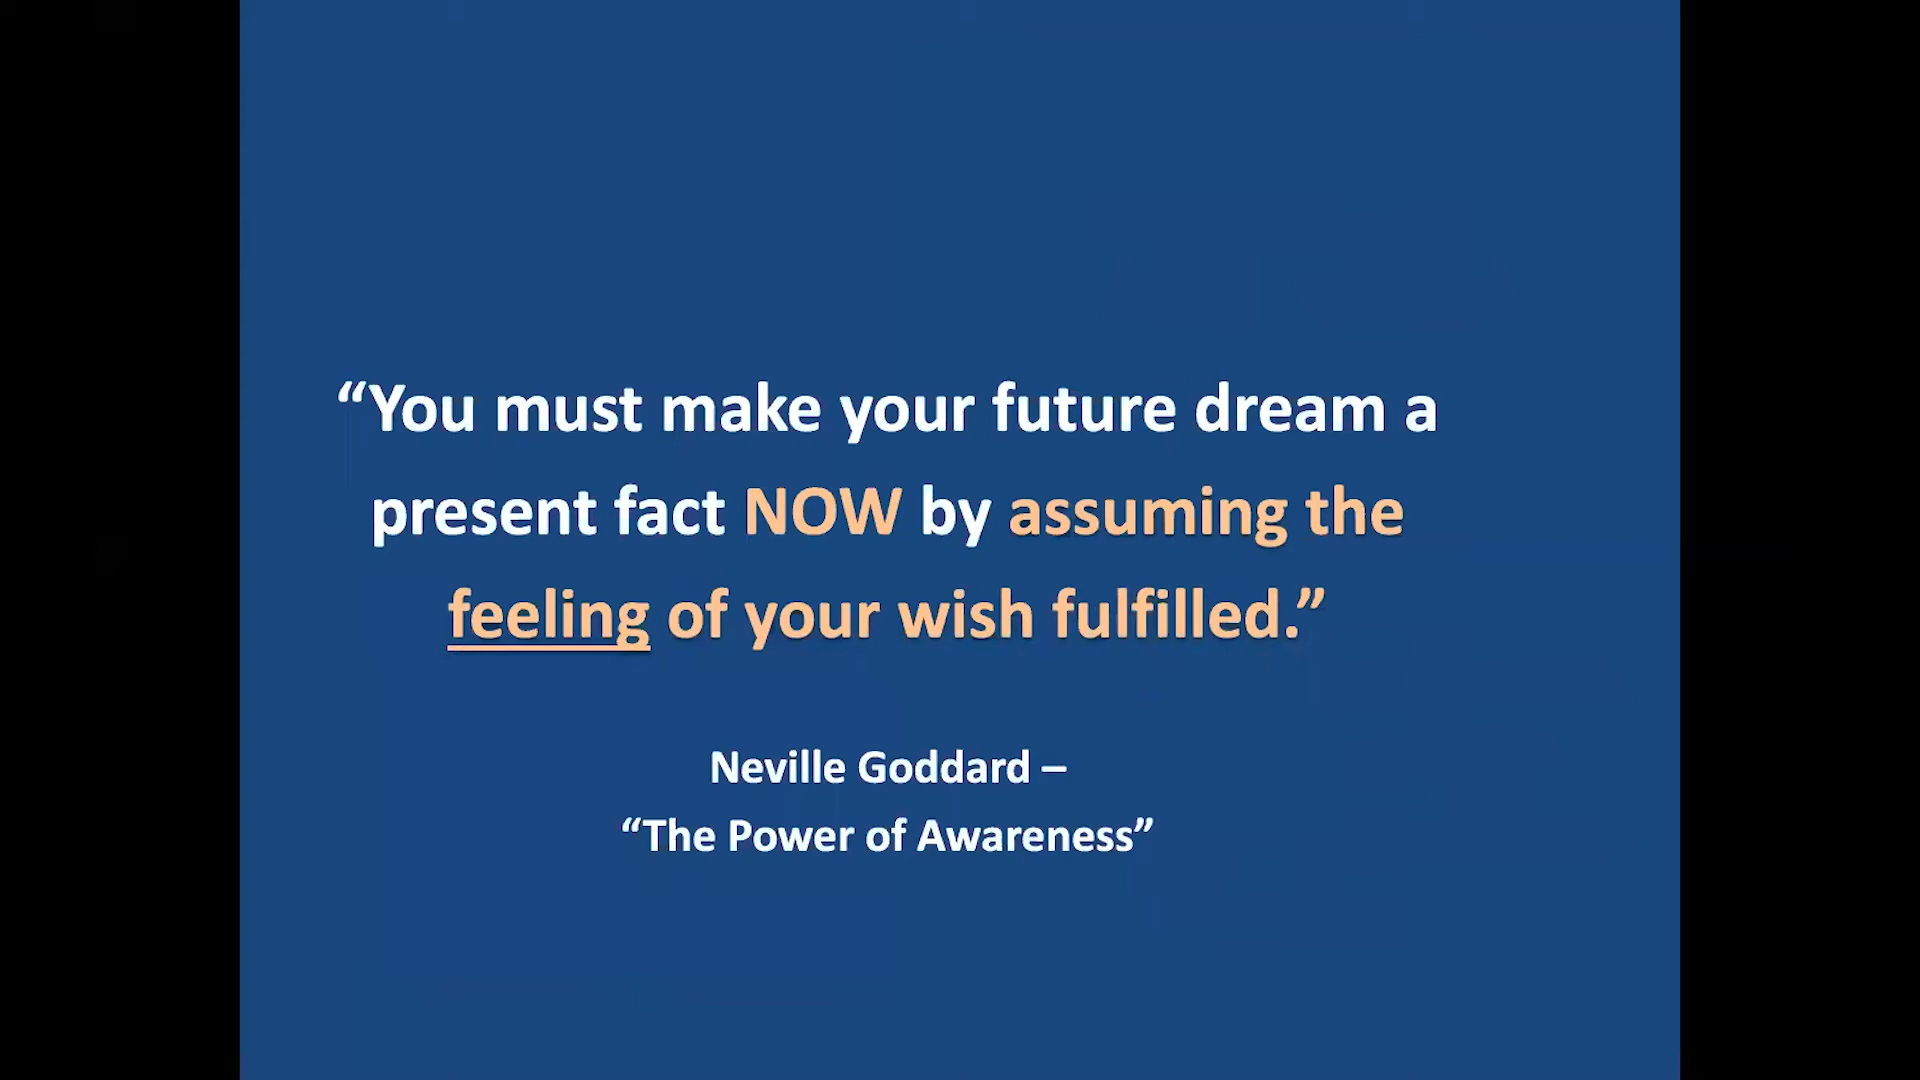 “You must make your future dream a
present fact NOW by assuming the
feeling of your wish fulfilled.”
Neville Goddard –
“The Power of Awareness”